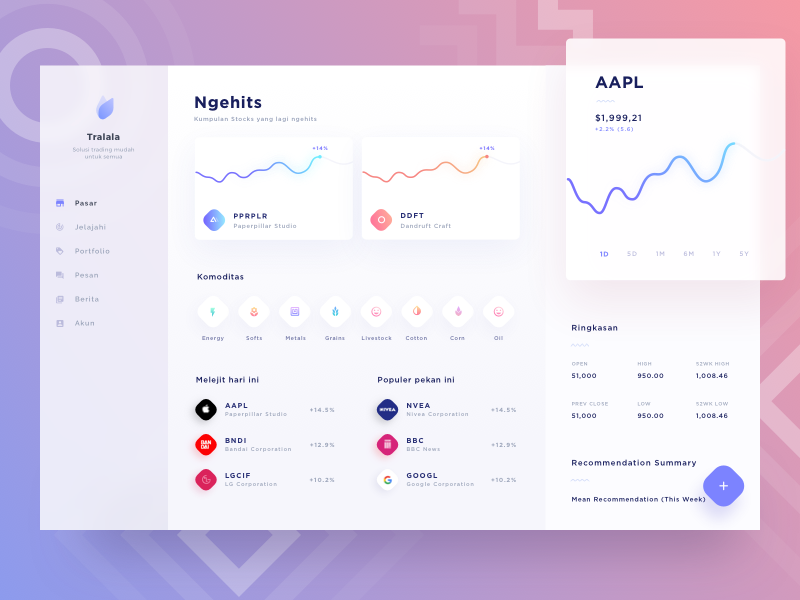 Tralala
Solusi trading mudah
untuk semua
Pasar
Jelajahi
Portfolio
Pesan
Berita
Akun
Ngehits
Kumpulan Stocks yang lagi ngehits
+14%
PPRPLR
Paperpillar Studio
+14%
DDFT
Dandruft Craft
Komoditas
Energy
Softs
Metals
Grains
Livestock
Cotton
Corn
Oil
Melejit hari ini
AAPL
Paperpillar Studio
+14.5%
BAN
DAI
BNDI
Bandai Corporation
+12.9%
LGCIF
LG Corporation
+10.2%
Populer pekan ini
NIVEA
NVEA
Nivea Corporation
+14.5%
BBC
BBC News
+12.9%
GOOGL
Google Corporation
+10.2%
AAPL
$1,999,21
+2.2% (5.6)
1D 5D 1M 6M 1Y 5Y
Ringkasan
OPEN HIGH 52WK HIGH
51,000 950.00 1,008.46
PREV CLOSE LOW 52WK LOW
51,000 950.00 1,008.46
Recommendation Summary
Mean Recommendation (This Week)
+